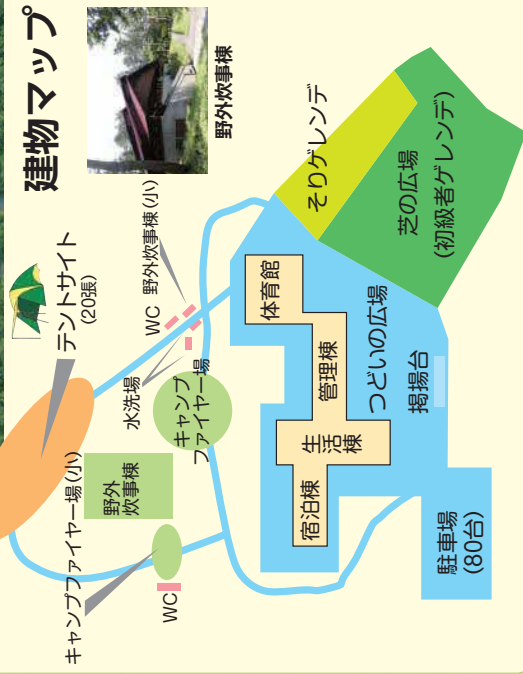 建物マップ
野外炊事棟
テントサイト
(20張)
キャンプファイヤー場(小)
野外
炊事棟
WC
水洗場
WC
野外炊事棟(小)
キャンプ
ファイヤー場
体育館
管理棟
生活棟
宿泊棟
つどいの広場
掲揚台
駐車場
(80台)
そりゲレンデ
芝の広場
(初級者ゲレンデ)